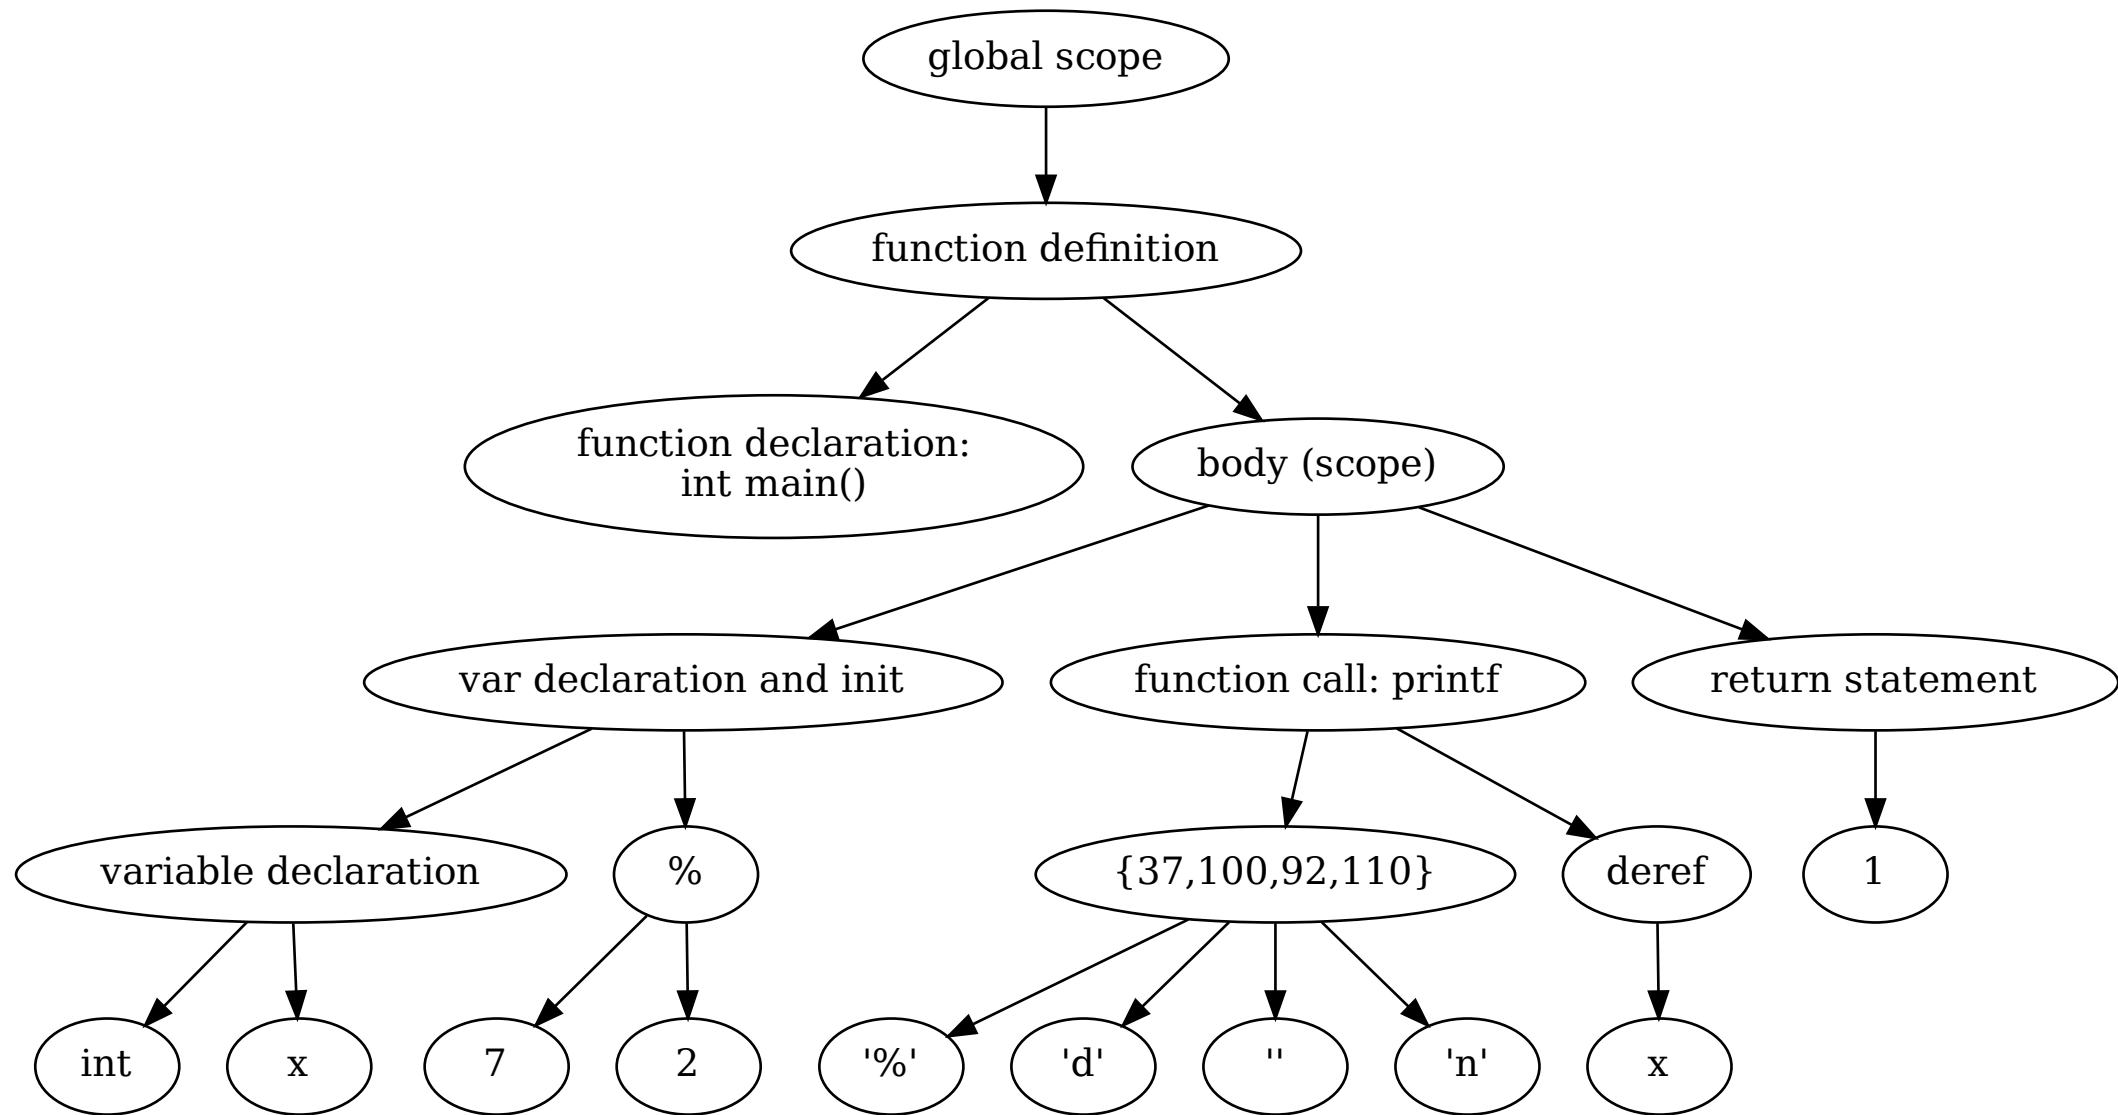 global scope
function definition
function declaration:
int main()
body (scope)
var declaration and init
function call: printf
return statement
variable declaration
%
{37,100,92,110}
deref
1
int
x
7
2
'%'
'd'
''
'n'
x